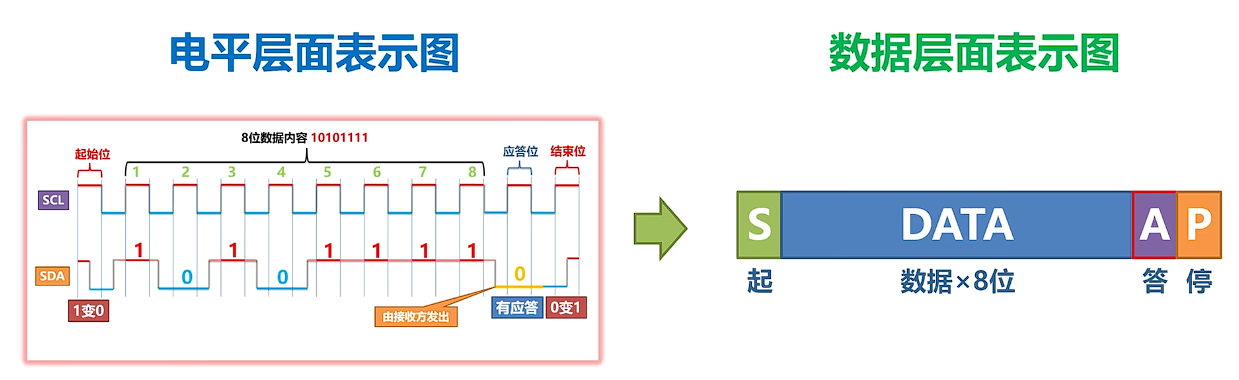 电平层面表示图
数据层面表示图
8位数据内容 10101111
起始位
应答位
结束位
1 2 3 4 5 6 7 8
SCL
1 1 1 1 1 1
SDA
0 0 0
1变0
由接收方发出
有应答
0变1
S DATA A P
起 数据×8位 答 停